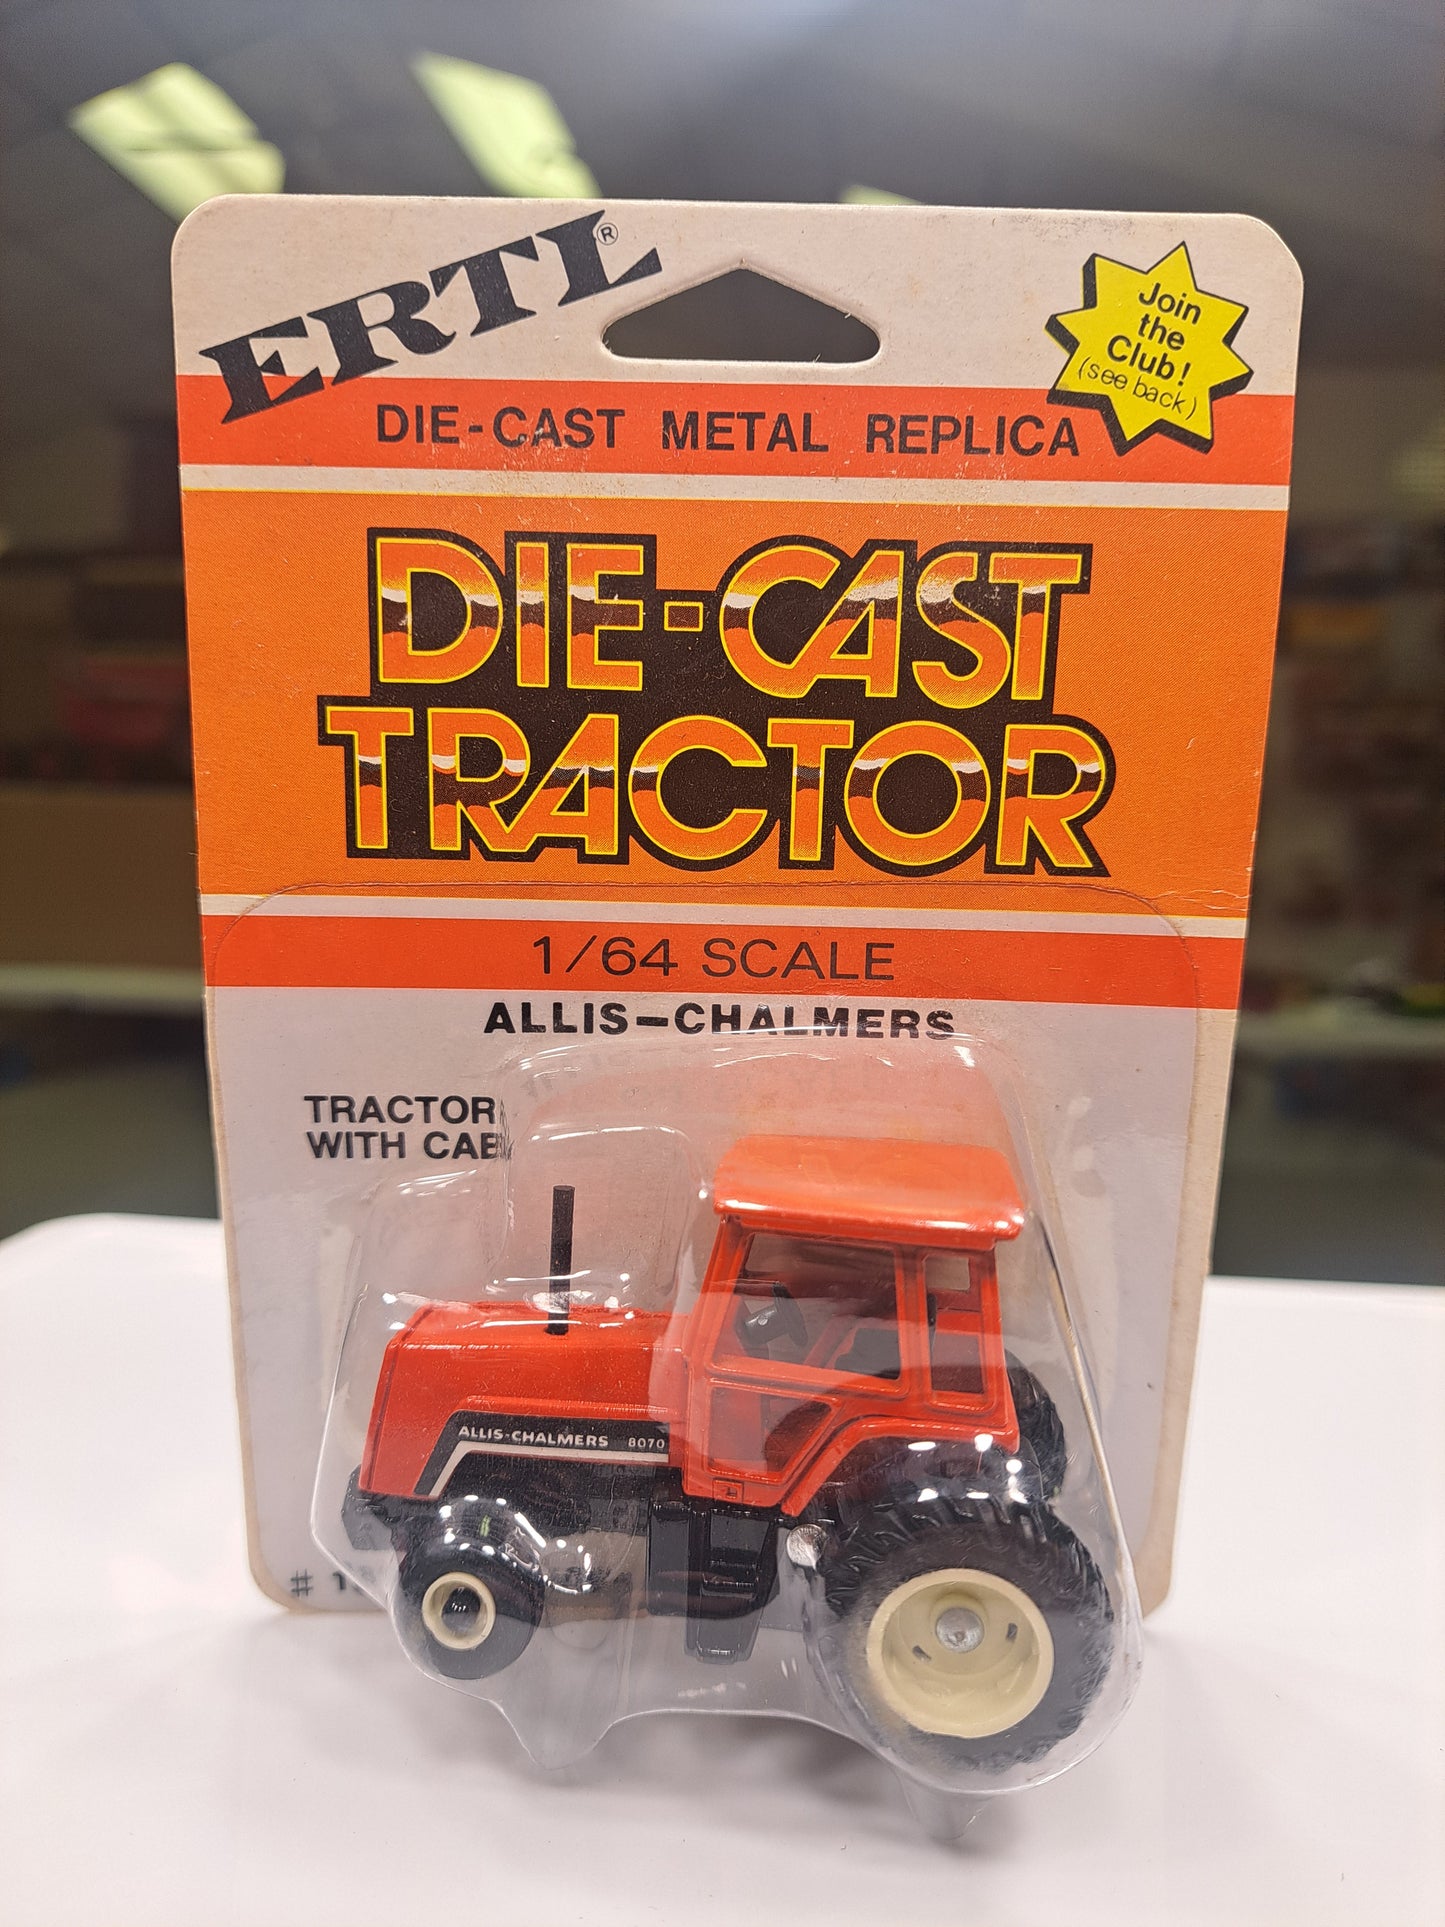 ERTL®
Join
the
Club!
(see back)
DIE-CAST METAL REPLICA
DIE-CAST
TRACTOR
1/64 SCALE
ALLIS-CHALMERS
TRACTOR
WITH CAB
ALLIS-CHALMERS 8070
#